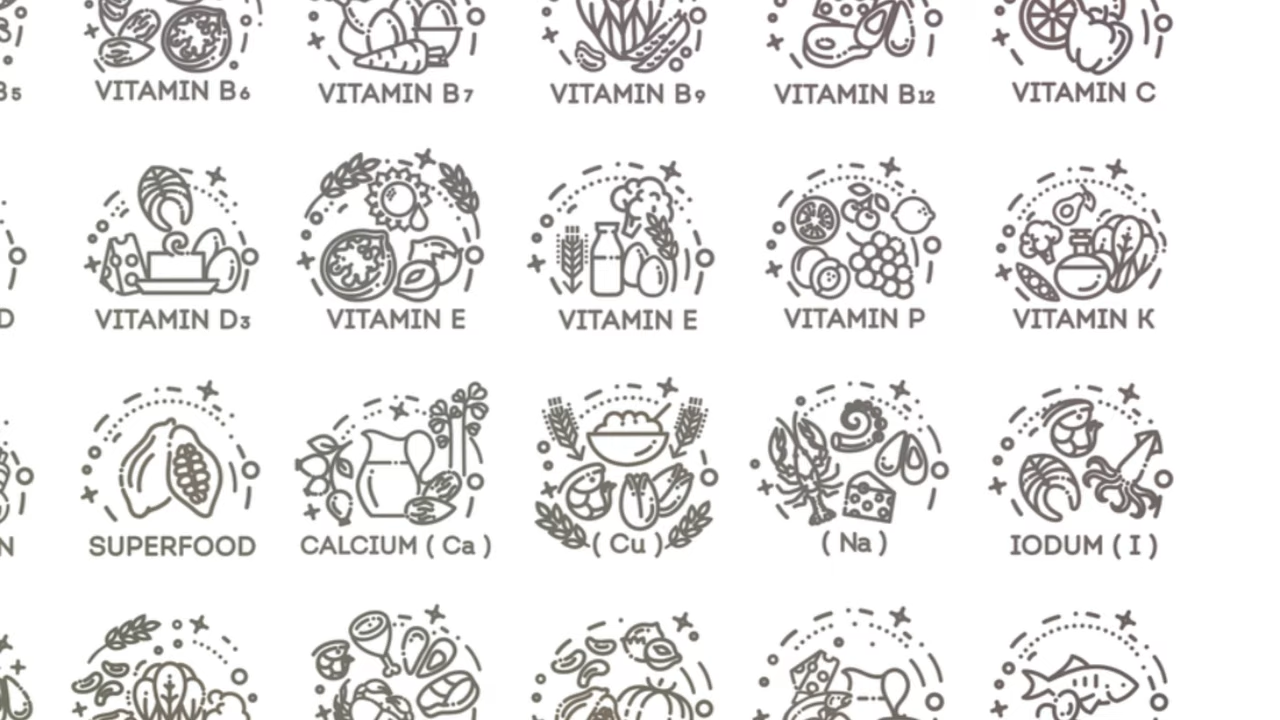 B5
VITAMIN B6
VITAMIN B7
VITAMIN B9
VITAMIN B12
VITAMIN C
D
VITAMIN D3
VITAMIN E
VITAMIN E
VITAMIN P
VITAMIN K
N
SUPERFOOD
CALCIUM ( Ca )
( Cu )
( Na )
IODUM ( I )